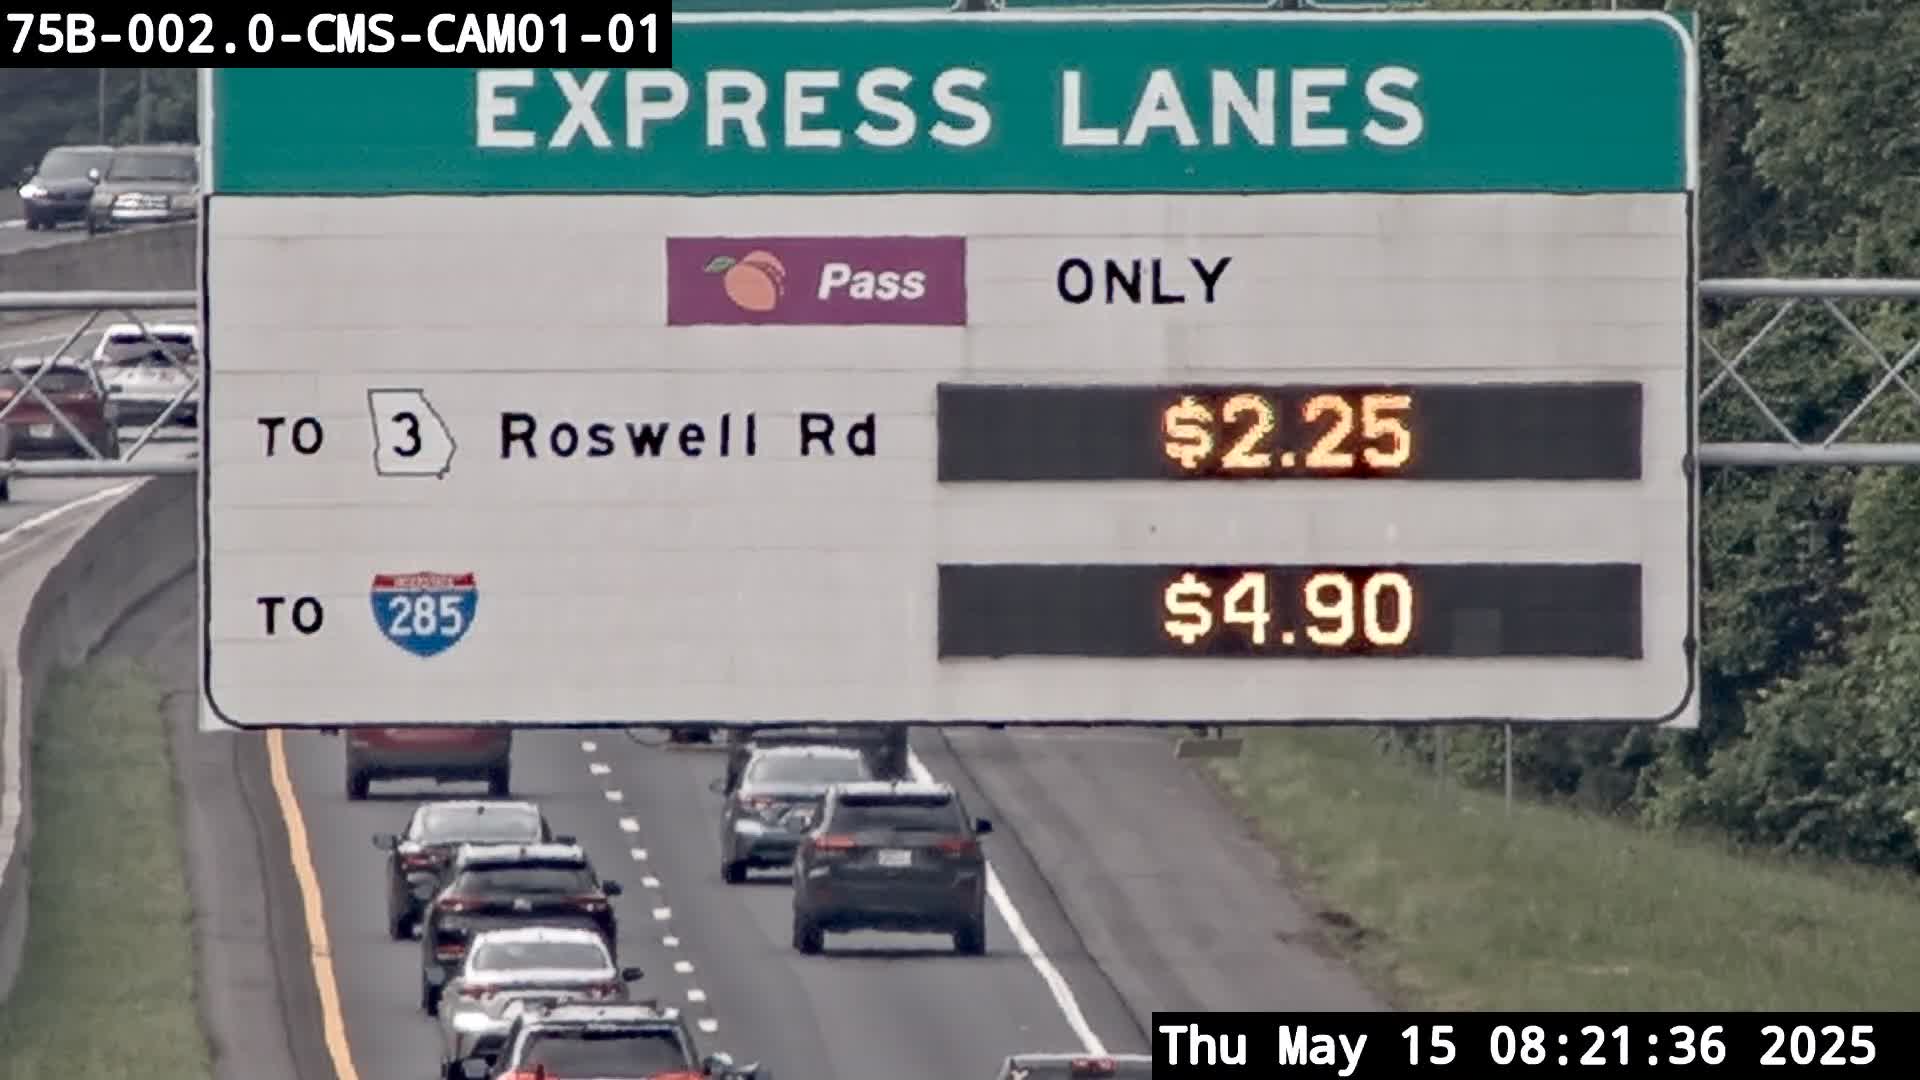 75B-002.0-CMS-CAM01-01
EXPRESS LANES
Pass ONLY
TO 3 Roswell Rd $2.25
TO INTERSTATE 285 $4.90
Thu May 15 08:21:36 2025